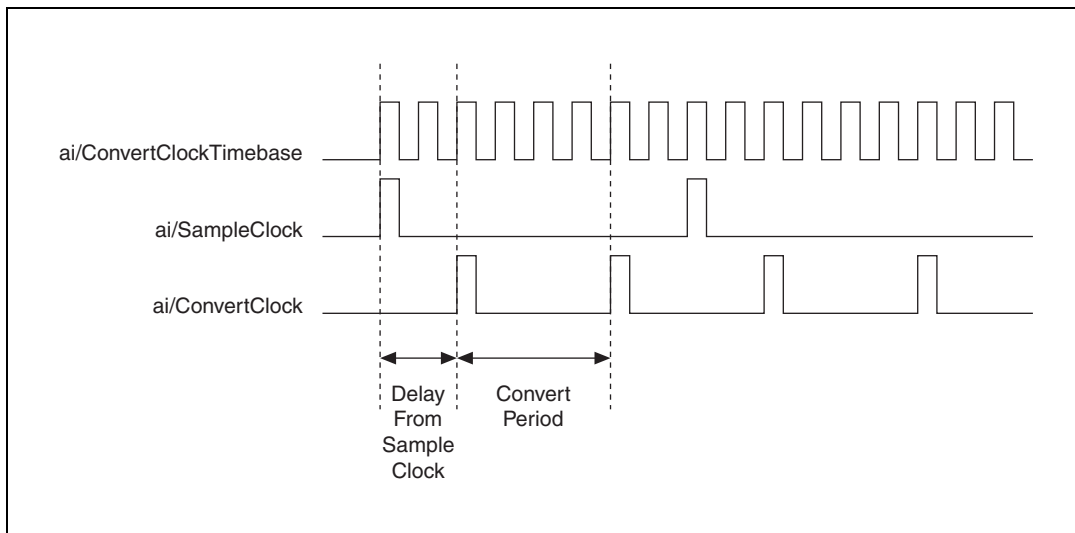 ai/ConvertClockTimebase
ai/SampleClock
ai/ConvertClock
Delay
From
Sample
Clock
Convert
Period